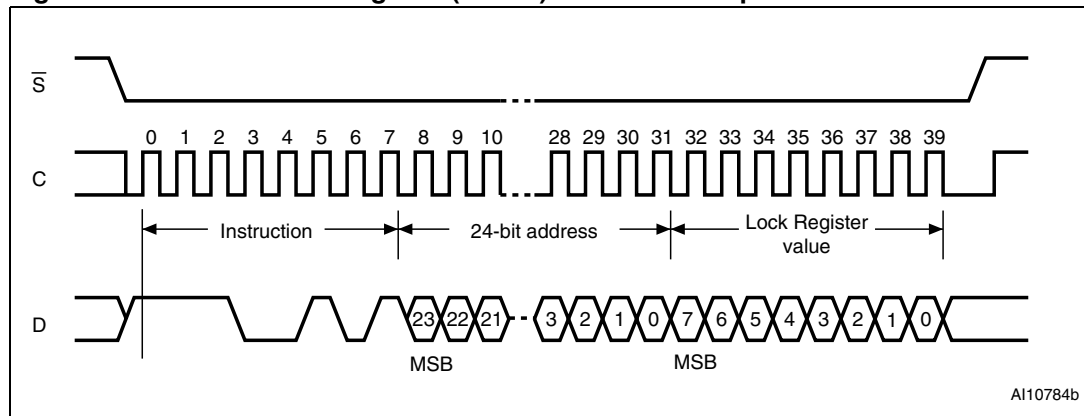 S
0 1 2 3 4 5 6 7 8 9 10 28 29 30 31 32 33 34 35 36 37 38 39
C
Instruction 24-bit address Lock Register
value
D 23 22 21 3 2 1 0 7 6 5 4 3 2 1 0
MSB MSB
AI10784b